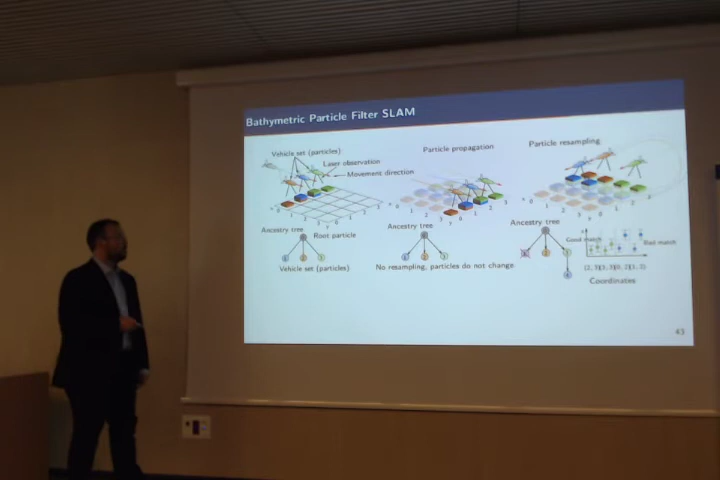 Bathymetric Particle Filter SLAM
Vehicle set (particles)
Laser observation
Movement direction
Ancestry tree
Root particle
Vehicle set (particles)
Particle propagation
Ancestry tree
No resampling, particles do not change
Particle resampling
Ancestry tree
Good match
Bad match
Coordinates
43